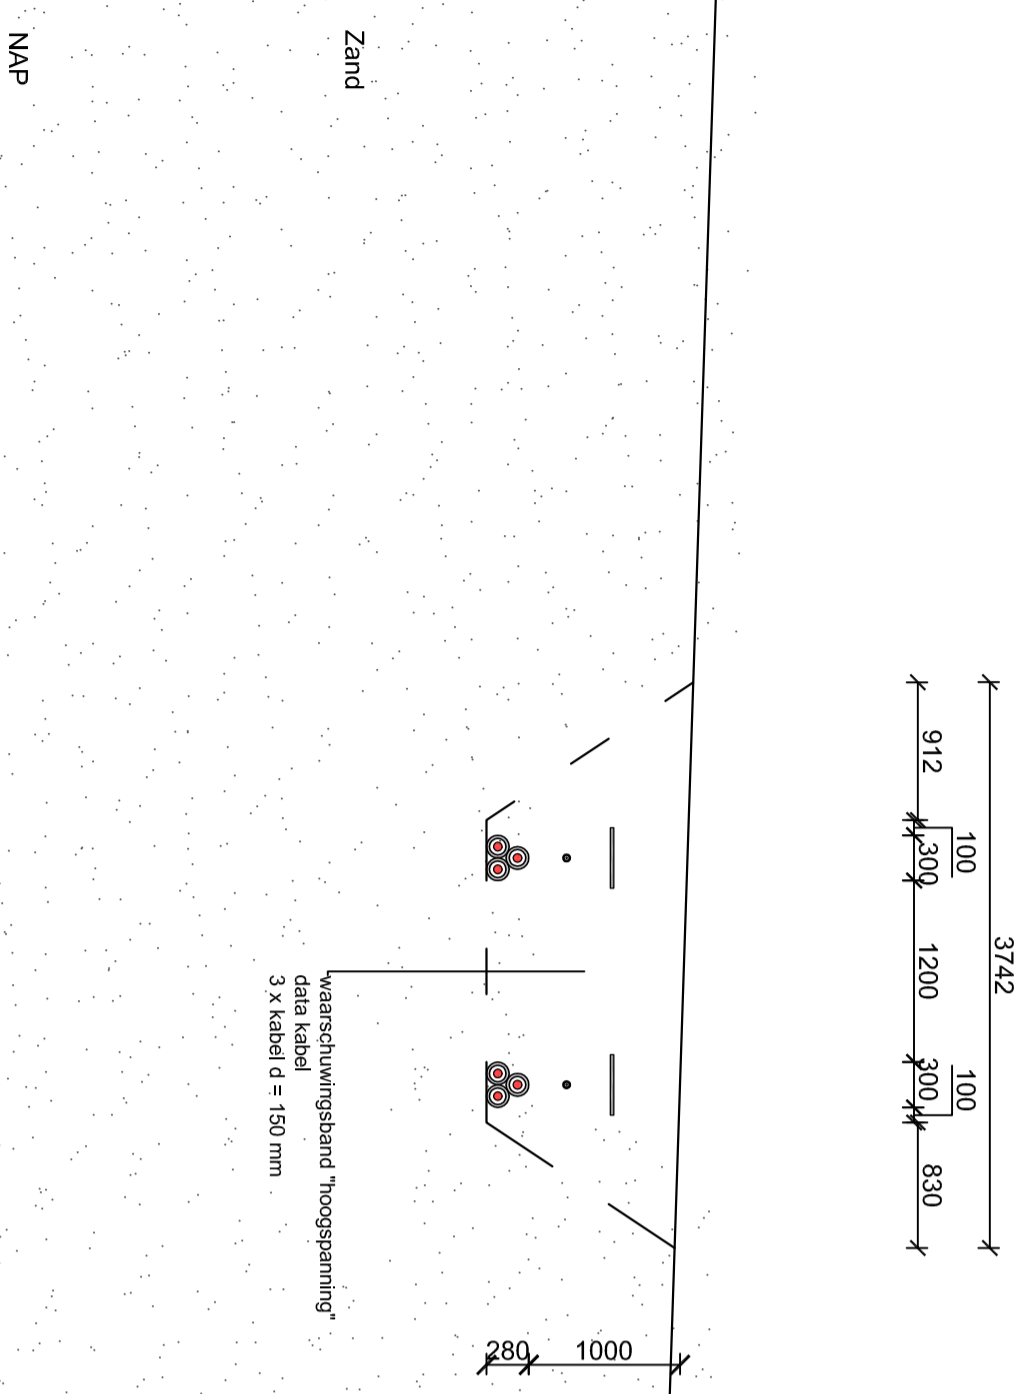 3742
912
100
300
1200
300
100
830
1000
280
Zand
waarschuwingsband "hoogspanning"
data kabel
3 x kabel d = 150 mm
NAP